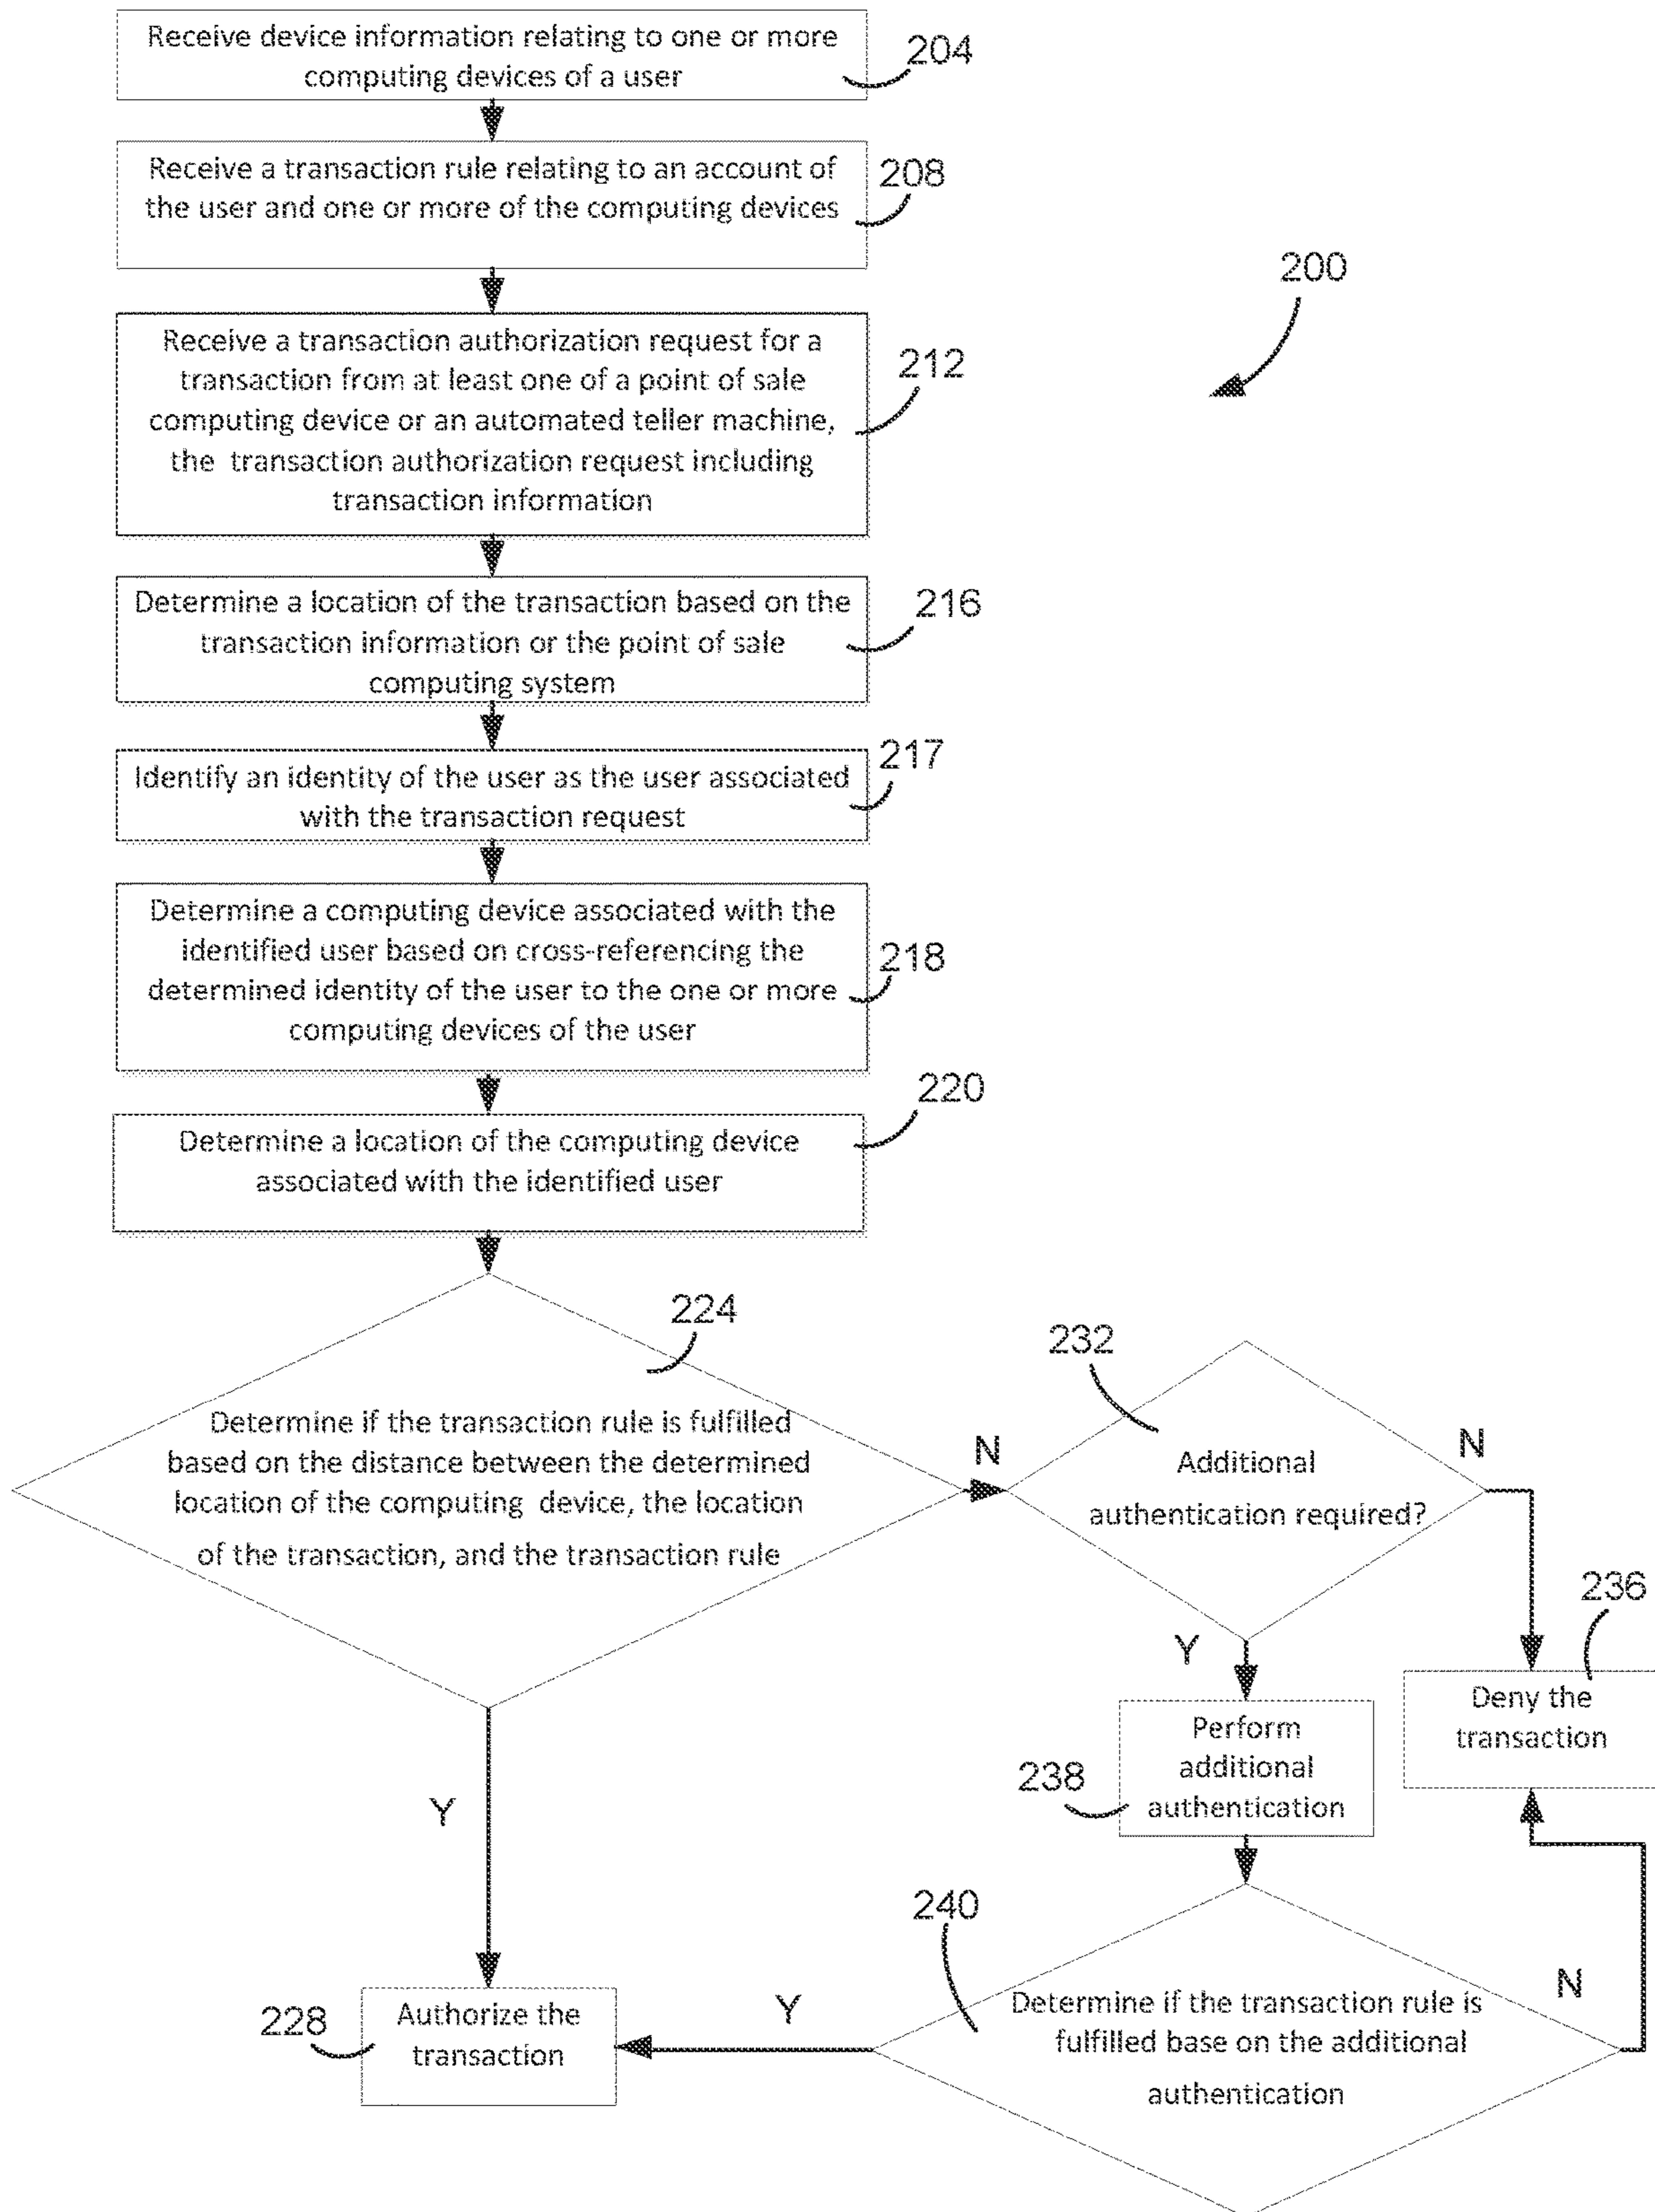 Receive device information relating to one or more
computing devices of a user
204
Receive a transaction rule relating to an account of
the user and one or more of the computing devices
208
200
Receive a transaction authorization request for a
transaction from at least one of a point of sale
computing device or an automated teller machine,
the transaction authorization request including
transaction information
212
Determine a location of the transaction based on the
transaction information or the point of sale
computing system
216
Identify an identity of the user as the user associated
with the transaction request
217
Determine a computing device associated with the
identified user based on cross-referencing the
determined identity of the user to the one or more
computing devices of the user
218
Determine a location of the computing device
associated with the identified user
220
224
Determine if the transaction rule is fulfilled
based on the distance between the determined
location of the computing device, the location
of the transaction, and the transaction rule
N
232
Additional
authentication required?
N
Y
236
Deny the
transaction
Perform
additional
authentication
238
Y
240
Determine if the transaction rule is
fulfilled base on the additional
authentication
N
Y
228
Authorize the
transaction